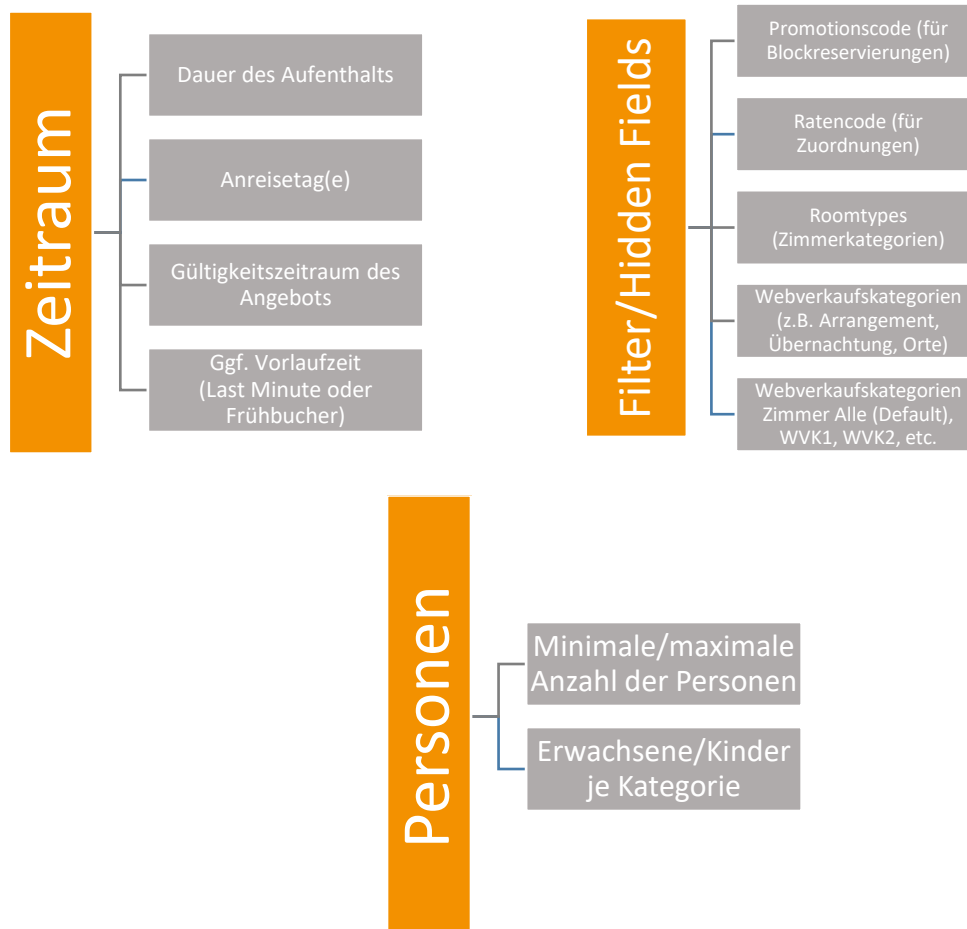 Zeitraum
Dauer des Aufenthalts
Anreisetag(e)
Gültigkeitszeitraum des
Angebots
Ggf. Vorlaufzeit
(Last Minute oder
Frühbucher)
Filter/Hidden Fields
Promotionscode (für
Blockreservierungen)
Ratencode (für
Zuordnungen)
Roomtypes
(Zimmerkategorien)
Webverkaufskategorien
(z.B. Arrangement,
Übernachtung, Orte)
Webverkaufskategorien
Zimmer Alle (Default),
WVK1, WVK2, etc.
Personen
Minimale/maximale
Anzahl der Personen
Erwachsene/Kinder
je Kategorie